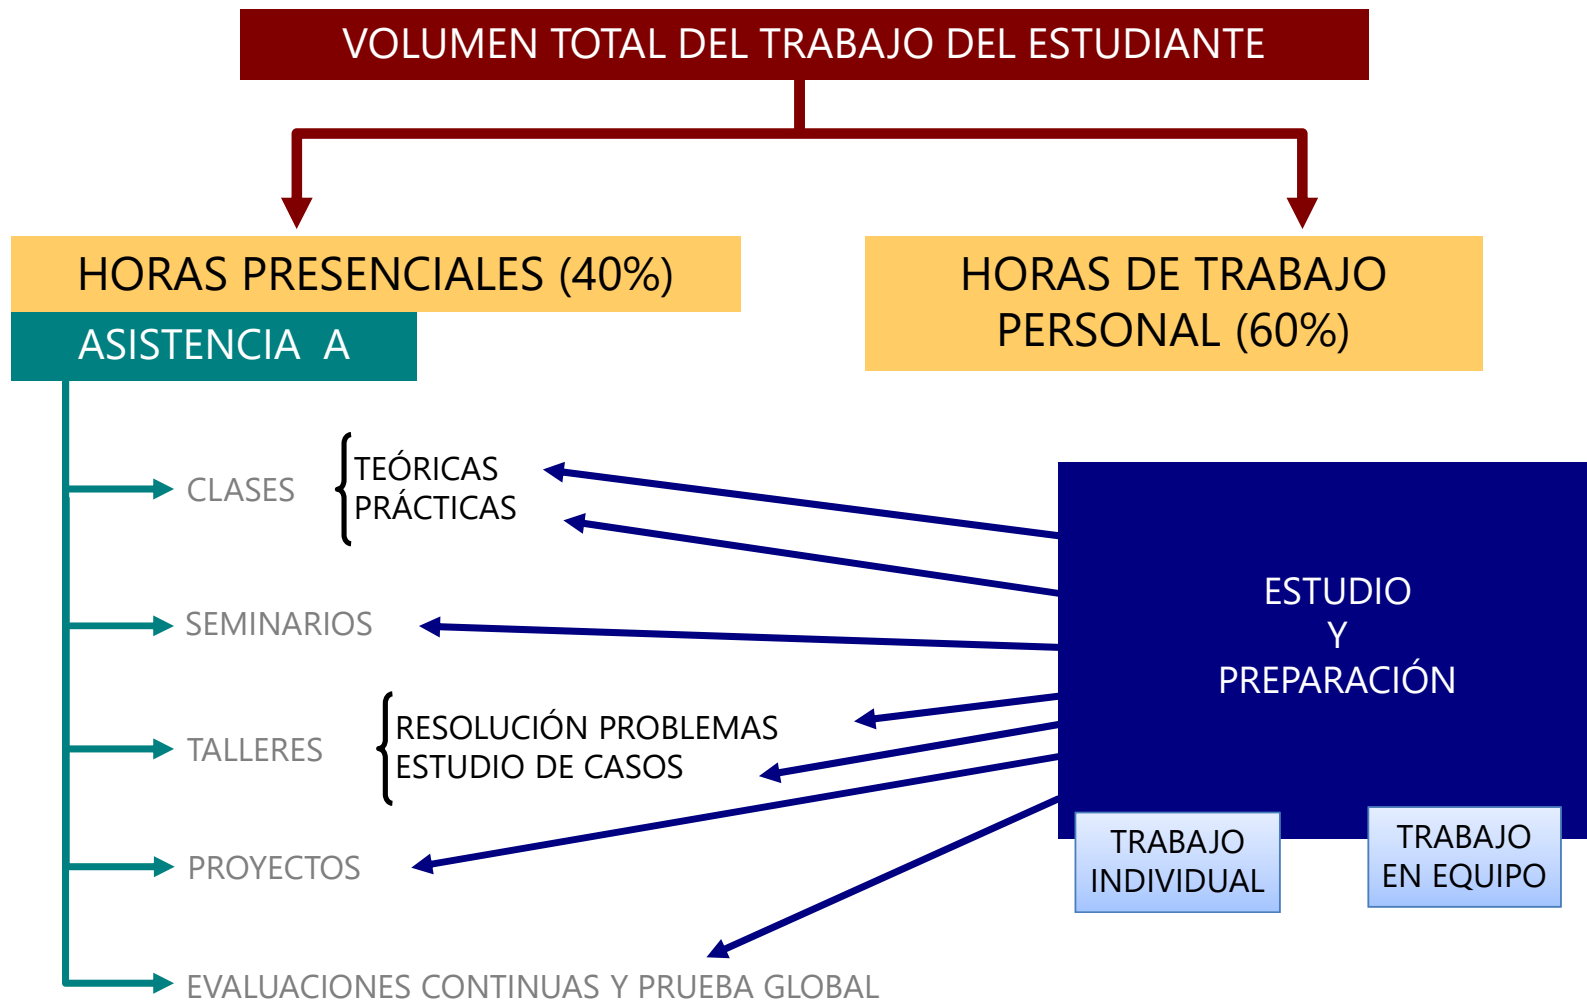 VOLUMEN TOTAL DEL TRABAJO DEL ESTUDIANTE
HORAS PRESENCIALES (40%)
ASISTENCIA A
HORAS DE TRABAJO
PERSONAL (60%)
CLASES
TEÓRICAS
PRÁCTICAS
SEMINARIOS
TALLERES
RESOLUCIÓN PROBLEMAS
ESTUDIO DE CASOS
PROYECTOS
EVALUACIONES CONTINUAS Y PRUEBA GLOBAL
ESTUDIO
Y
PREPARACIÓN
TRABAJO
INDIVIDUAL
TRABAJO
EN EQUIPO